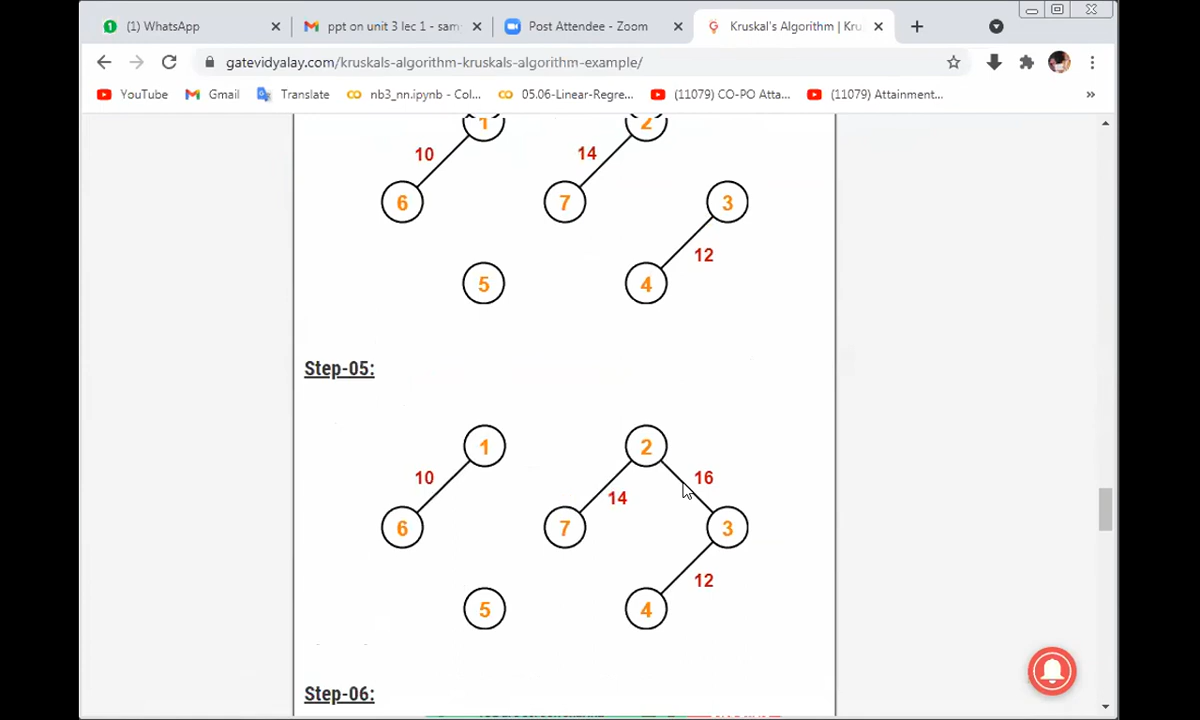 (1) WhatsApp
ppt on unit 3 lec 1 - sam
Post Attendee - Zoom
Kruskal's Algorithm | Kru
gatevidyalay.com/kruskals-algorithm-kruskals-algorithm-example/
YouTube
Gmail
Translate
nb3_nn.ipynb - Col...
05.06-Linear-Regre...
(11079) CO-PO Atta...
(11079) Attainment...
»
1
2
10
14
6
7
3
12
5
4
Step-05:
1
2
10
14
16
6
7
3
12
5
4
Step-06: